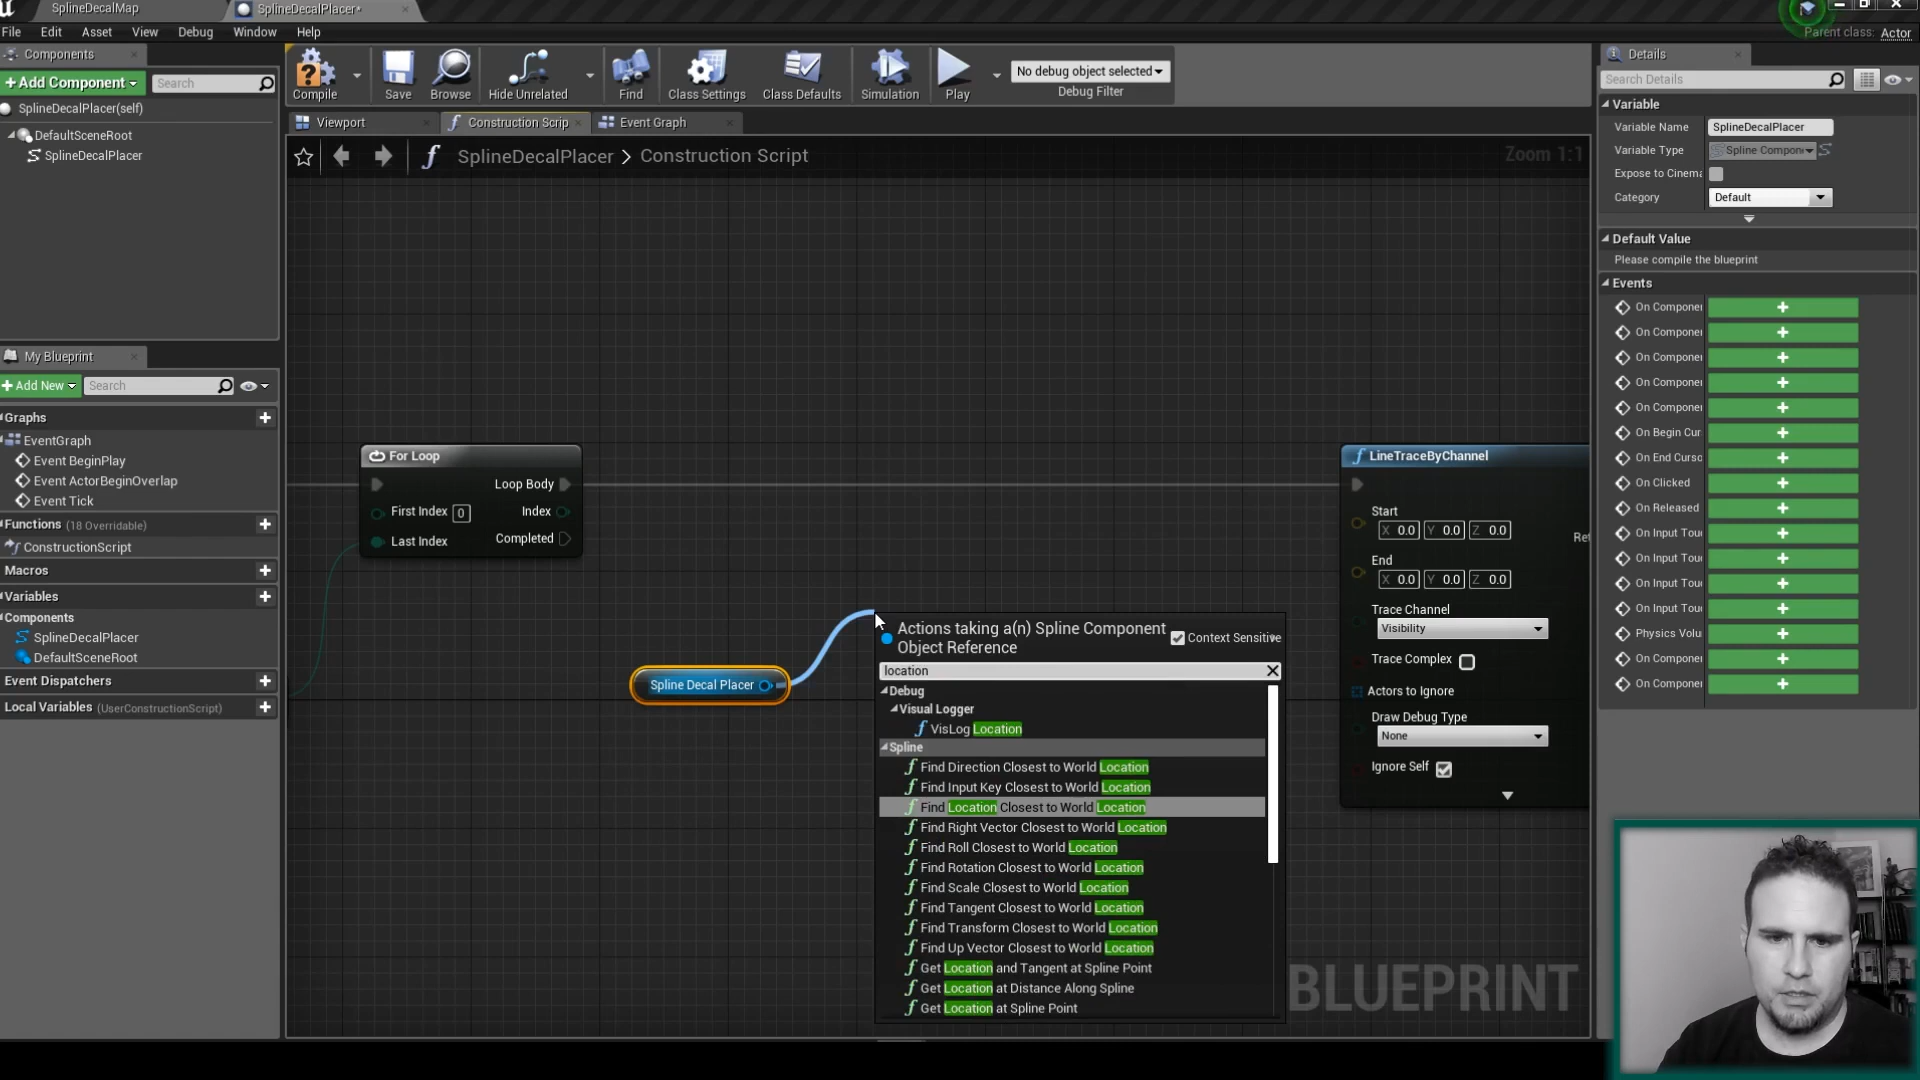 SplineDecalMap
SplineDecalPlacer*
File Edit Asset View Debug Window Help
Parent class: Actor
Components
+Add Component
Search
SplineDecalPlacer(self)
DefaultSceneRoot
SplineDecalPlacer
Compile
Save
Browse
Hide Unrelated
Find
Class Settings
Class Defaults
Simulation
Play
No debug object selected
Debug Filter
Viewport
Construction Scrip
Event Graph
SplineDecalPlacer > Construction Script
Zoom 1:1
My Blueprint
+Add New
Search
Graphs
EventGraph
Event BeginPlay
Event ActorBeginOverlap
Event Tick
Functions (18 Overridable)
ConstructionScript
Macros
Variables
Components
SplineDecalPlacer
DefaultSceneRoot
Event Dispatchers
Local Variables (UserConstructionScript)
For Loop
Loop Body
First Index 0
Index
Last Index
Completed
Spline Decal Placer
Actions taking a(n) Spline Component
Object Reference
Context Sensitive
location
Debug
Visual Logger
VisLog Location
Spline
Find Direction Closest to World Location
Find Input Key Closest to World Location
Find Location Closest to World Location
Find Right Vector Closest to World Location
Find Roll Closest to World Location
Find Rotation Closest to World Location
Find Scale Closest to World Location
Find Tangent Closest to World Location
Find Transform Closest to World Location
Find Up Vector Closest to World Location
Get Location and Tangent at Spline Point
Get Location at Distance Along Spline
Get Location at Spline Point
LineTraceByChannel
Start
X 0.0 Y 0.0 Z 0.0
Ret
End
X 0.0 Y 0.0 Z 0.0
Trace Channel
Visibility
Trace Complex
Actors to Ignore
Draw Debug Type
None
Ignore Self
BLUEPRINT
Details
Search Details
Variable
Variable Name SplineDecalPlacer
Variable Type Spline Compon
Expose to Cinema
Category Default
Default Value
Please compile the blueprint
Events
On Componer
On Componer
On Componer
On Componer
On Componer
On Begin Cur
On End Curso
On Clicked
On Released
On Input Tou
On Input Tou
On Input Tou
On Input Tou
Physics Volu
On Componer
On Componer